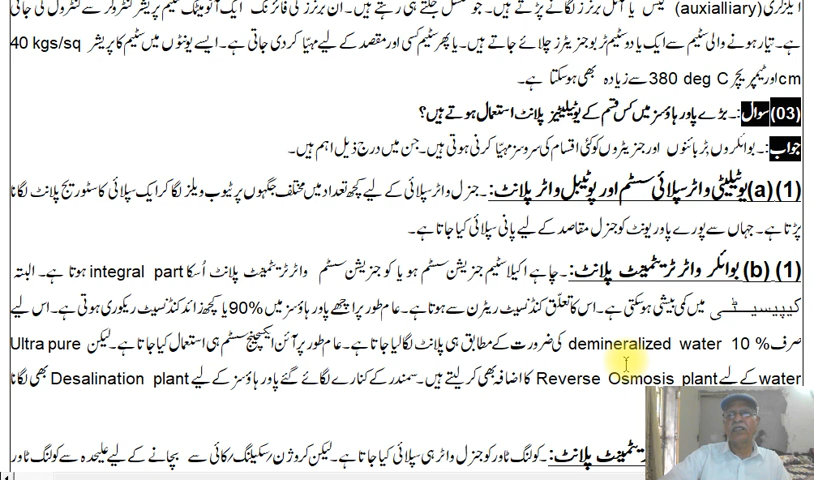 ایگزلری (auxialliary) گیس یا آئل برنرز لگانے پڑتے ہیں۔ جو مسلسل چلتے ہی رہتے ہیں۔ ان برنرز کی فائرنگ ایک آٹومیٹک سٹیم پریشر کنٹرولر سے کنٹرول کی جاتی
ہے۔ تیار ہونے والی سٹیم سے ایک یا دو سٹیم ٹربو جنریٹرز چلائے جاتے ہیں۔ یا پھر سٹیم کسی اور مقصد کے لیے مہیّا کر دی جاتی ہے۔ ایسے یونٹوں میں سٹیم کا پریشر 40 kgs/sq
cm اور ٹمپریچر 380 deg C سے زیادہ بھی ہو سکتا ہے۔
(03) سوال:۔ بڑے پاور ہاؤسز میں کس قسم کے یوٹیلیٹیز پلانٹ استعمال ہوتے ہیں؟
جواب:۔ بوائلروں، ٹربائنوں اور جنریٹروں کو کئی اقسام کی سروسز مہیّا کرنی ہوتی ہیں۔ جن میں درج ذیل اہم ہیں۔
(1) (a) یوٹیلیٹی واٹر سپلائی سسٹم اور پوٹیبل واٹر پلانٹ:۔ جنرل واٹر سپلائی کے لیے کچھ تعداد میں مختلف جگہوں پر ٹیوب ویلز لگا کر ایک سپلائی کا سٹوریج پلانٹ لگانا
پڑتا ہے۔ جہاں سے پورے پاور یونٹ کو جنرل مقاصد کے لیے پانی سپلائی کیا جاتا ہے۔
(1) (b) بوائلر واٹر ٹریٹمینٹ پلانٹ:۔ چاہے اکیلا سٹیم جنریشن سسٹم ہو یا کو جنریشن سسٹم واٹر ٹریٹمینٹ پلانٹ اُسکا integral part ہوتا ہے۔ البتہ
کیپیسیٹی میں کمی بیشی ہو سکتی ہے۔ اس کا تعلّق کنڈنسیٹ ریٹرن سے ہوتا ہے۔ عام طور پر اچھے پاور ہاؤسز میں %90 یا کچھ زائد کنڈنسیٹ ریکوری ہوتی ہے۔ اس لیے
صرف % 10 demineralized water کی ضرورت کے مطابق ہی پلانٹ لگا لیا جاتا ہے۔ عام طور پر آئن ایکسچینج سسٹم ہی استعمال کیا جاتا ہے۔ لیکن Ultra pure
water کے لیے Reverse Osmosis plant کا اضافہ بھی کر لیتے ہیں۔ سمندر کے کنارے لگائے گئے پاور ہاؤسز کے لیے Desalination plant بھی لگانا
ٹریٹمینٹ پلانٹ:۔ کولنگ ٹاور کو جنرل واٹر ہی سپلائی کیا جاتا ہے۔ لیکن کروژن، سکیلنگ، کائی سے بچانے کے لیے علیحدہ سے کولنگ ٹاور